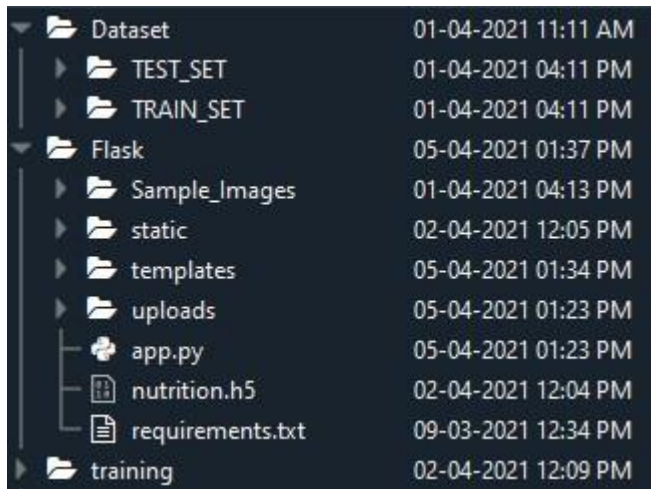 Dataset 01-04-2021 11:11 AM
TEST_SET 01-04-2021 04:11 PM
TRAIN_SET 01-04-2021 04:11 PM
Flask 05-04-2021 01:37 PM
Sample_Images 01-04-2021 04:13 PM
static 02-04-2021 12:05 PM
templates 05-04-2021 01:34 PM
uploads 05-04-2021 01:23 PM
app.py 05-04-2021 01:23 PM
nutrition.h5 02-04-2021 12:04 PM
requirements.txt 09-03-2021 12:34 PM
training 02-04-2021 12:09 PM